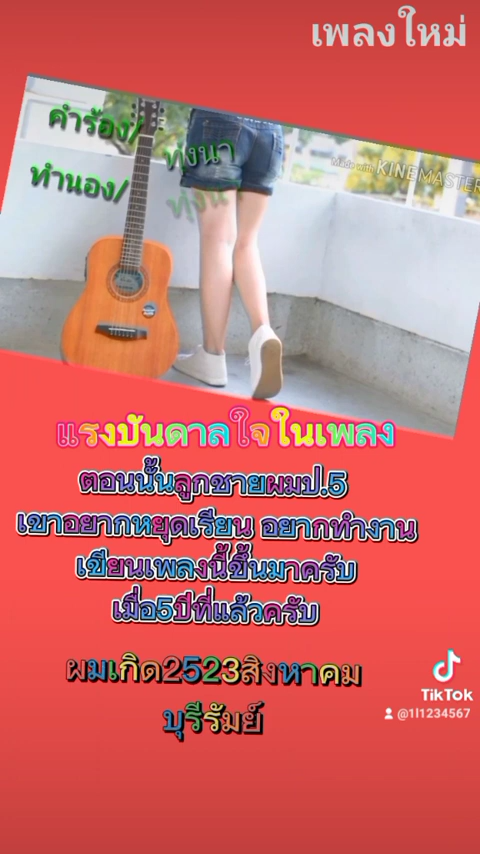 เพลงใหม่
คำร้อง/ ทุ่งนา
Made with KINEMASTER
ทำนอง/ ทุ่งนา
แรงบันดาลใจในเพลง
ตอนนั้นลูกชายผมป.5
เขาอยากหยุดเรียน อยากทำงาน
เขียนเพลงนี้ขึ้นมาครับ
เมื่อ5ปีที่แล้วครับ
ผมเกิด2523สิงหาคม
บุรีรัมย์
TikTok
@1l1234567